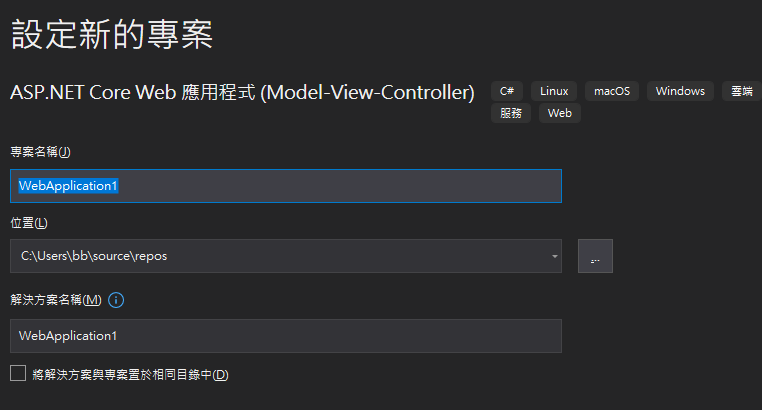 設定新的專案
ASP.NET Core Web 應用程式 (Model-View-Controller) C# Linux macOS Windows 雲端
服務 Web
專案名稱(J)
WebApplication1
位置(L)
C:\Users\bb\source\repos ...
解決方案名稱(M)
WebApplication1
將解決方案與專案置於相同目錄中(D)